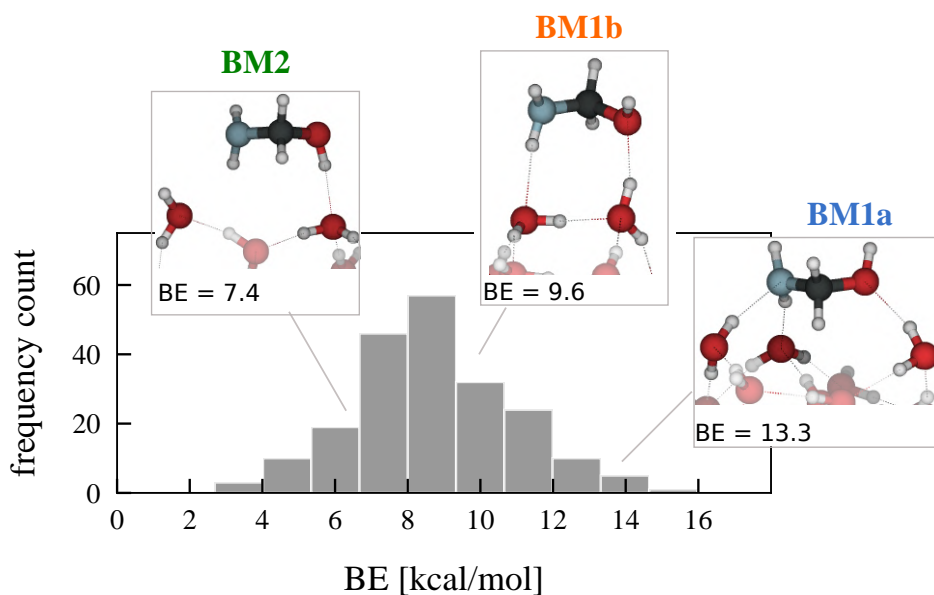 BM1b
BM2
BM1a
BE = 7.4
BE = 9.6
BE = 13.3
frequency count
60
40
20
0
0 2 4 6 8 10 12 14 16
BE [kcal/mol]